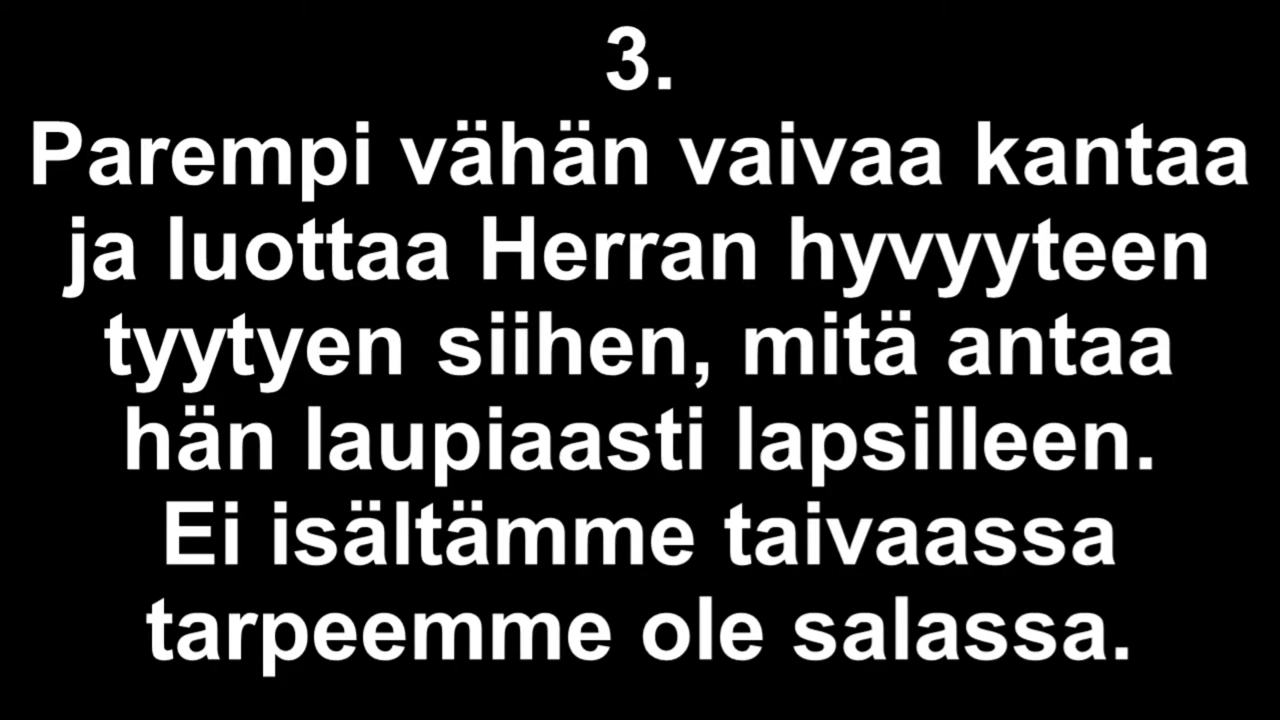 3.
Parempi vähän vaivaa kantaa
ja luottaa Herran hyvyyteen
tyytyen siihen, mitä antaa
hän laupiaasti lapsilleen.
Ei isältämme taivaassa
tarpeemme ole salassa.